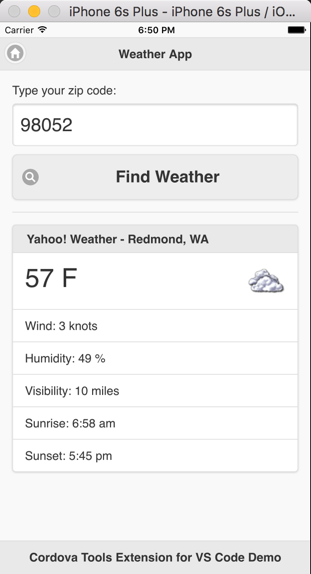 iPhone 6s Plus - iPhone 6s Plus / iO...
Carrier 6:50 PM
Weather App
Type your zip code:
98052
Find Weather
Yahoo! Weather - Redmond, WA
57 F
Wind: 3 knots
Humidity: 49 %
Visibility: 10 miles
Sunrise: 6:58 am
Sunset: 5:45 pm
Cordova Tools Extension for VS Code Demo